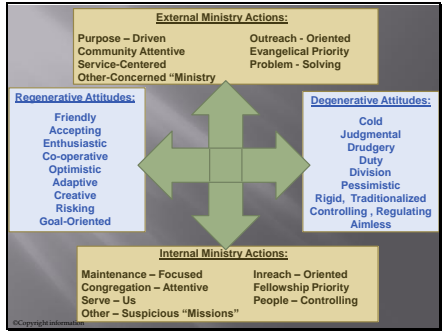 External Ministry Actions:
Purpose – Driven
Community Attentive
Service-Centered
Other-Concerned "Ministry
Outreach - Oriented
Evangelical Priority
Problem - Solving
Regenerative Attitudes:
Friendly
Accepting
Enthusiastic
Co-operative
Optimistic
Adaptive
Creative
Risking
Goal-Oriented
Degenerative Attitudes:
Cold
Judgmental
Drudgery
Duty
Division
Pessimistic
Rigid, Traditionalized
Controlling , Regulating
Aimless
Internal Ministry Actions:
Maintenance – Focused
Congregation – Attentive
Serve – Us
Other – Suspicious "Missions"
Inreach – Oriented
Fellowship Priority
People – Controlling
©Copyright information